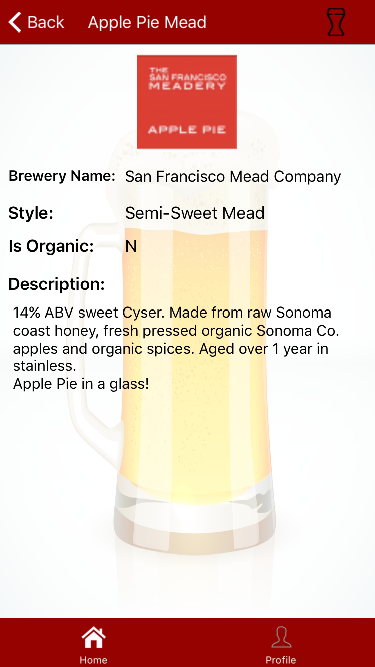 Back
Apple Pie Mead
THE
SAN FRANCISCO
MEADERY
APPLE PIE
Brewery Name: San Francisco Mead Company
Style: Semi-Sweet Mead
Is Organic: N
Description:
14% ABV sweet Cyser. Made from raw Sonoma
coast honey, fresh pressed organic Sonoma Co.
apples and organic spices. Aged over 1 year in
stainless.
Apple Pie in a glass!
Home
Profile